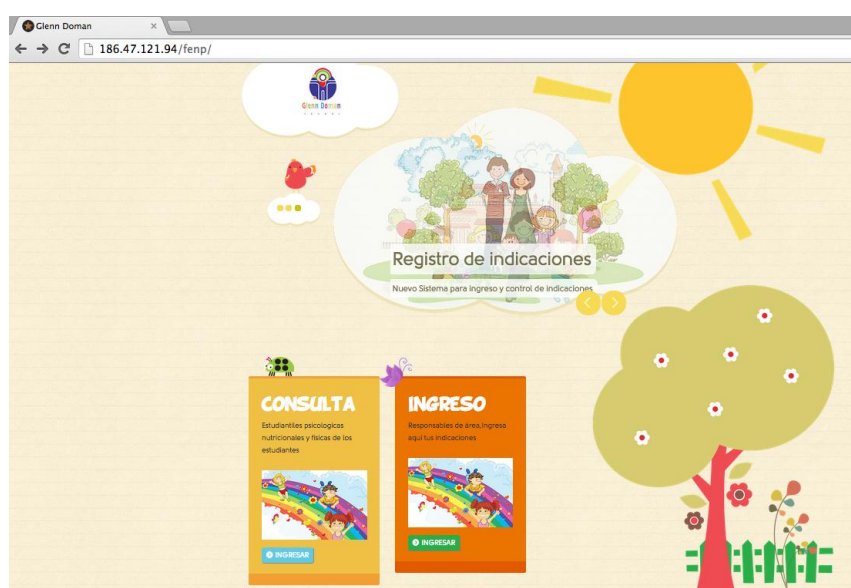 Glenn Doman
186.47.121.94/fenp/
Glenn Doman
Registro de indicaciones
Nuevo Sistema para ingreso y control de indicaciones
CONSULTA
Estudiantiles psicologicas
nutricionales y físicas de los
estudiantes
INGRESAR
INGRESO
Responsables de área,ingresa
aquí tus indicaciones
INGRESAR